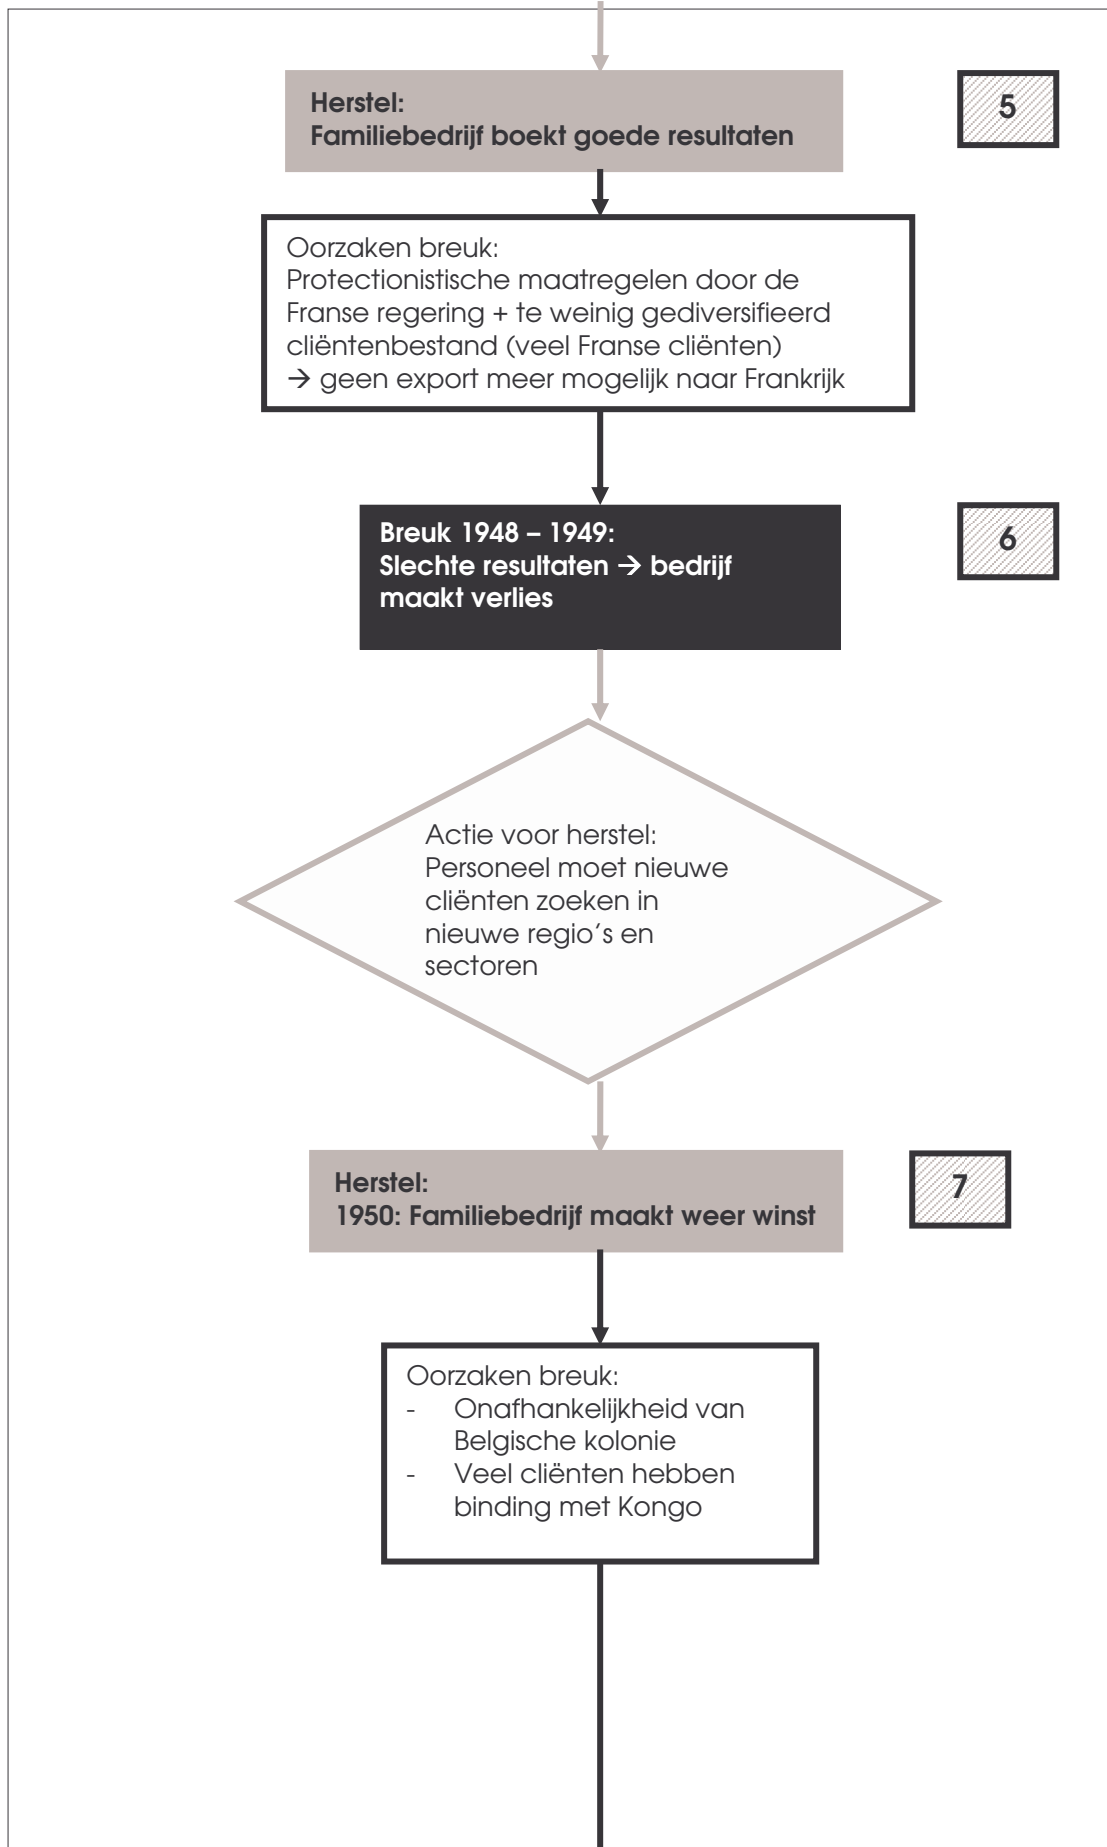 Herstel:
Familiebedrijf boekt goede resultaten
5
Oorzaken breuk:
Protectionistische maatregelen door de
Franse regering + te weinig gediversifieerd
cliëntenbestand (veel Franse cliënten)
→ geen export meer mogelijk naar Frankrijk
Breuk 1948 – 1949:
Slechte resultaten → bedrijf
maakt verlies
6
Actie voor herstel:
Personeel moet nieuwe
cliënten zoeken in
nieuwe regio’s en
sectoren
Herstel:
1950: Familiebedrijf maakt weer winst
7
Oorzaken breuk:
- Onafhankelijkheid van
Belgische kolonie
- Veel cliënten hebben
binding met Kongo